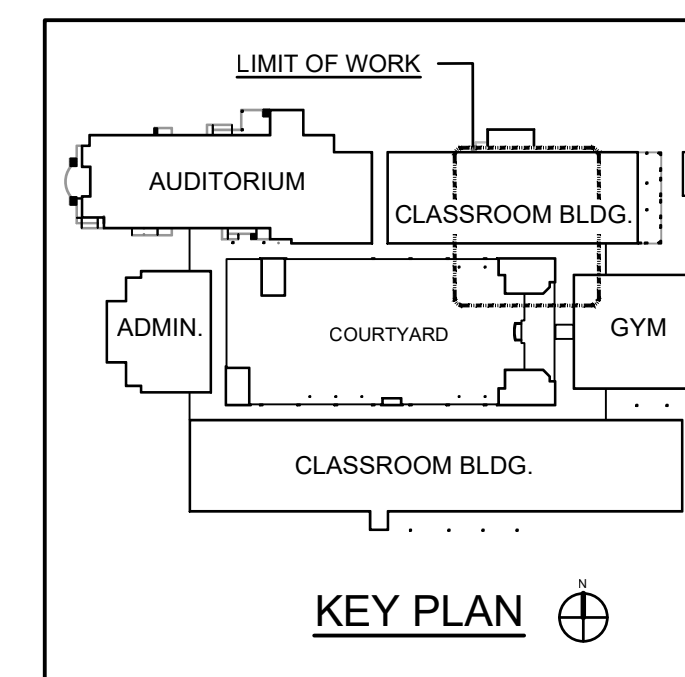 LIMIT OF WORK
AUDITORIUM
CLASSROOM BLDG.
ADMIN.
COURTYARD
GYM
CLASSROOM BLDG.
KEY PLAN
N